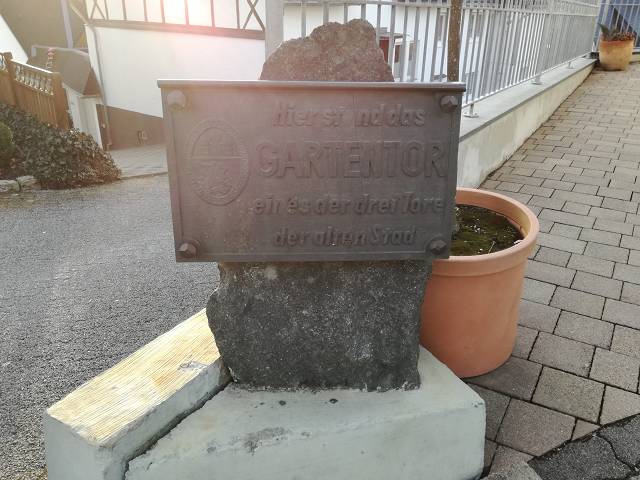 Hier stand das
GARTENTOR
eines der drei Tore
der alten Stadt